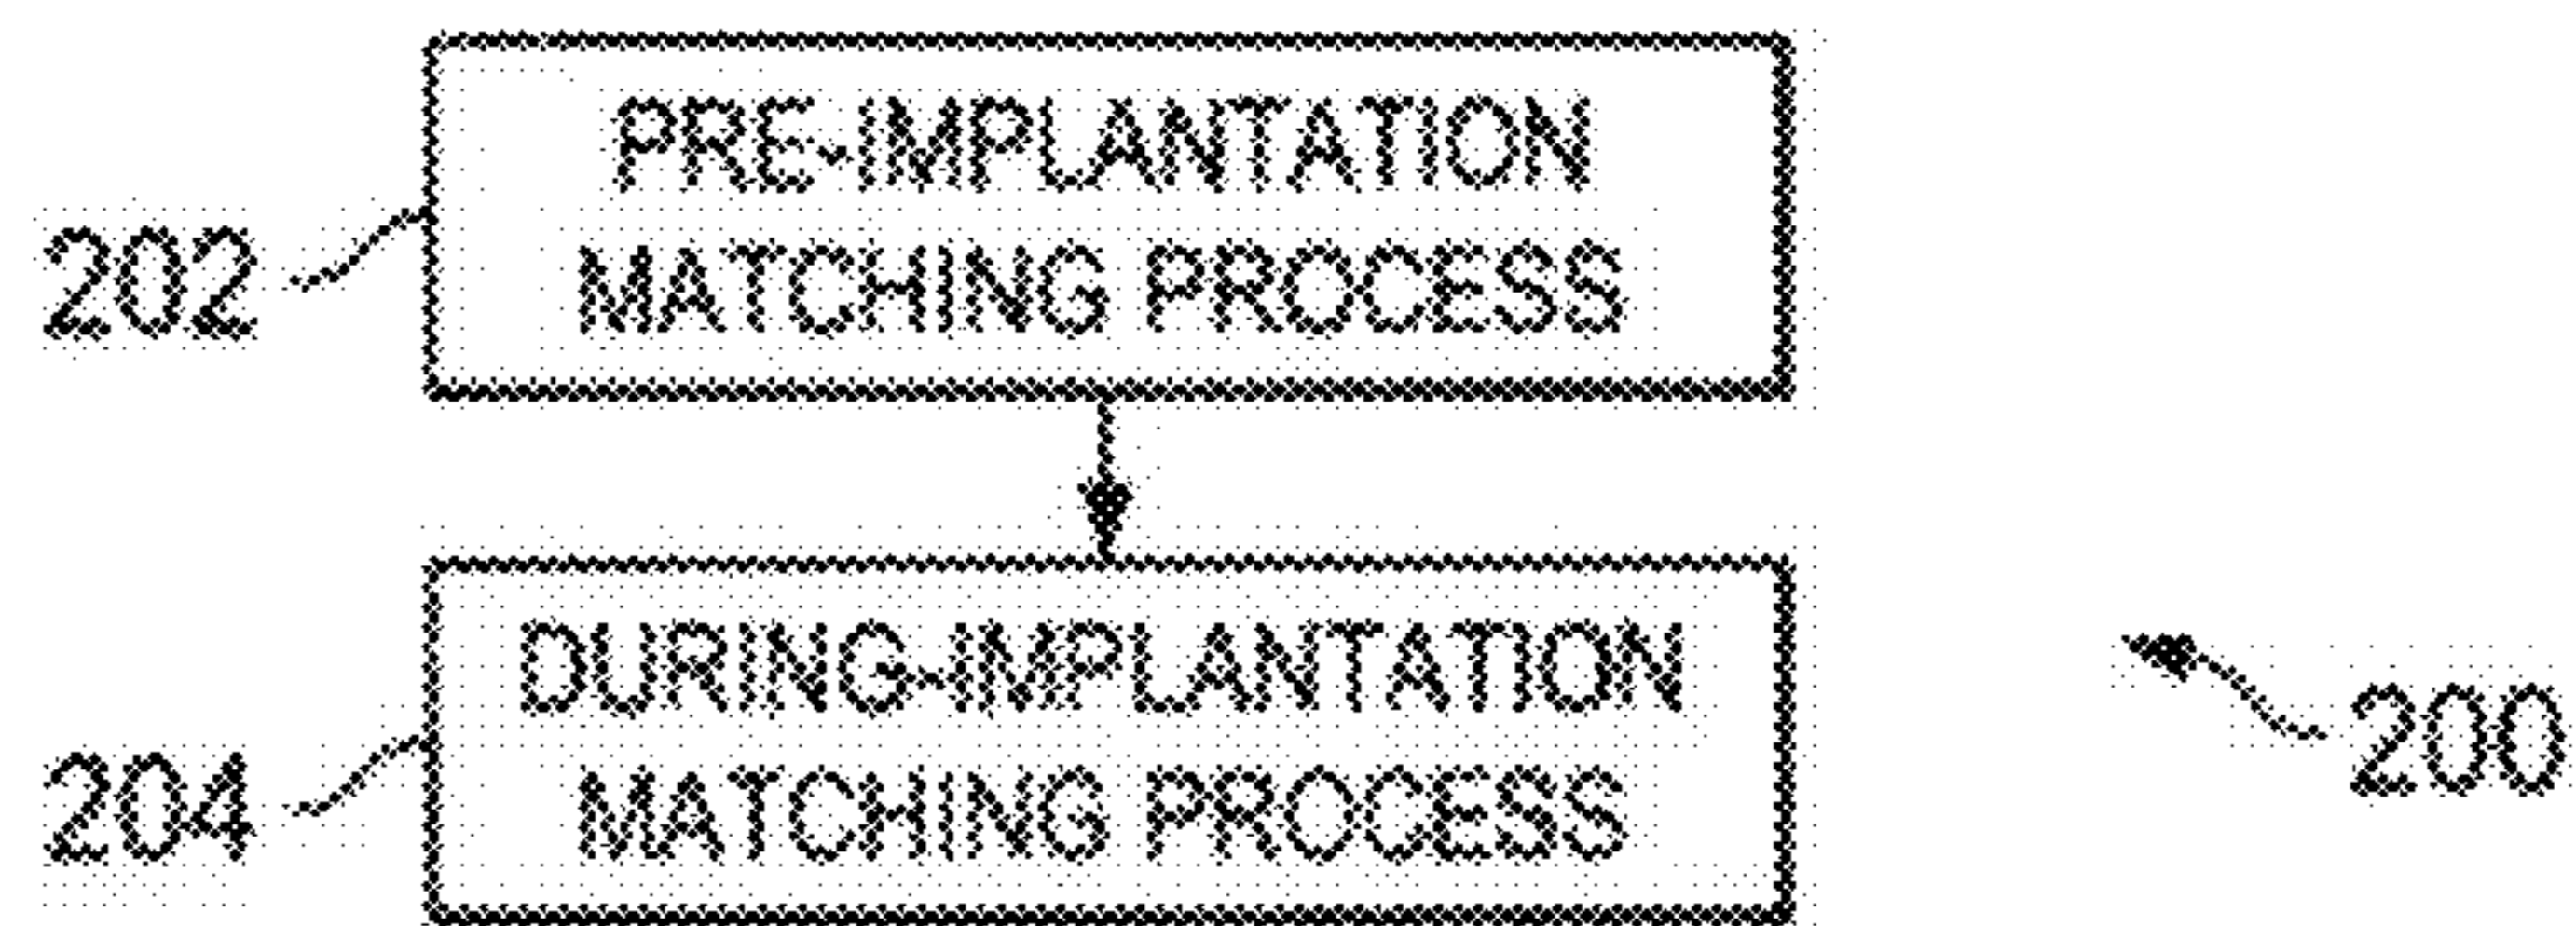 PRE-IMPLANTATION
MATCHING PROCESS
202
DURING-IMPLANTATION
MATCHING PROCESS
204
200